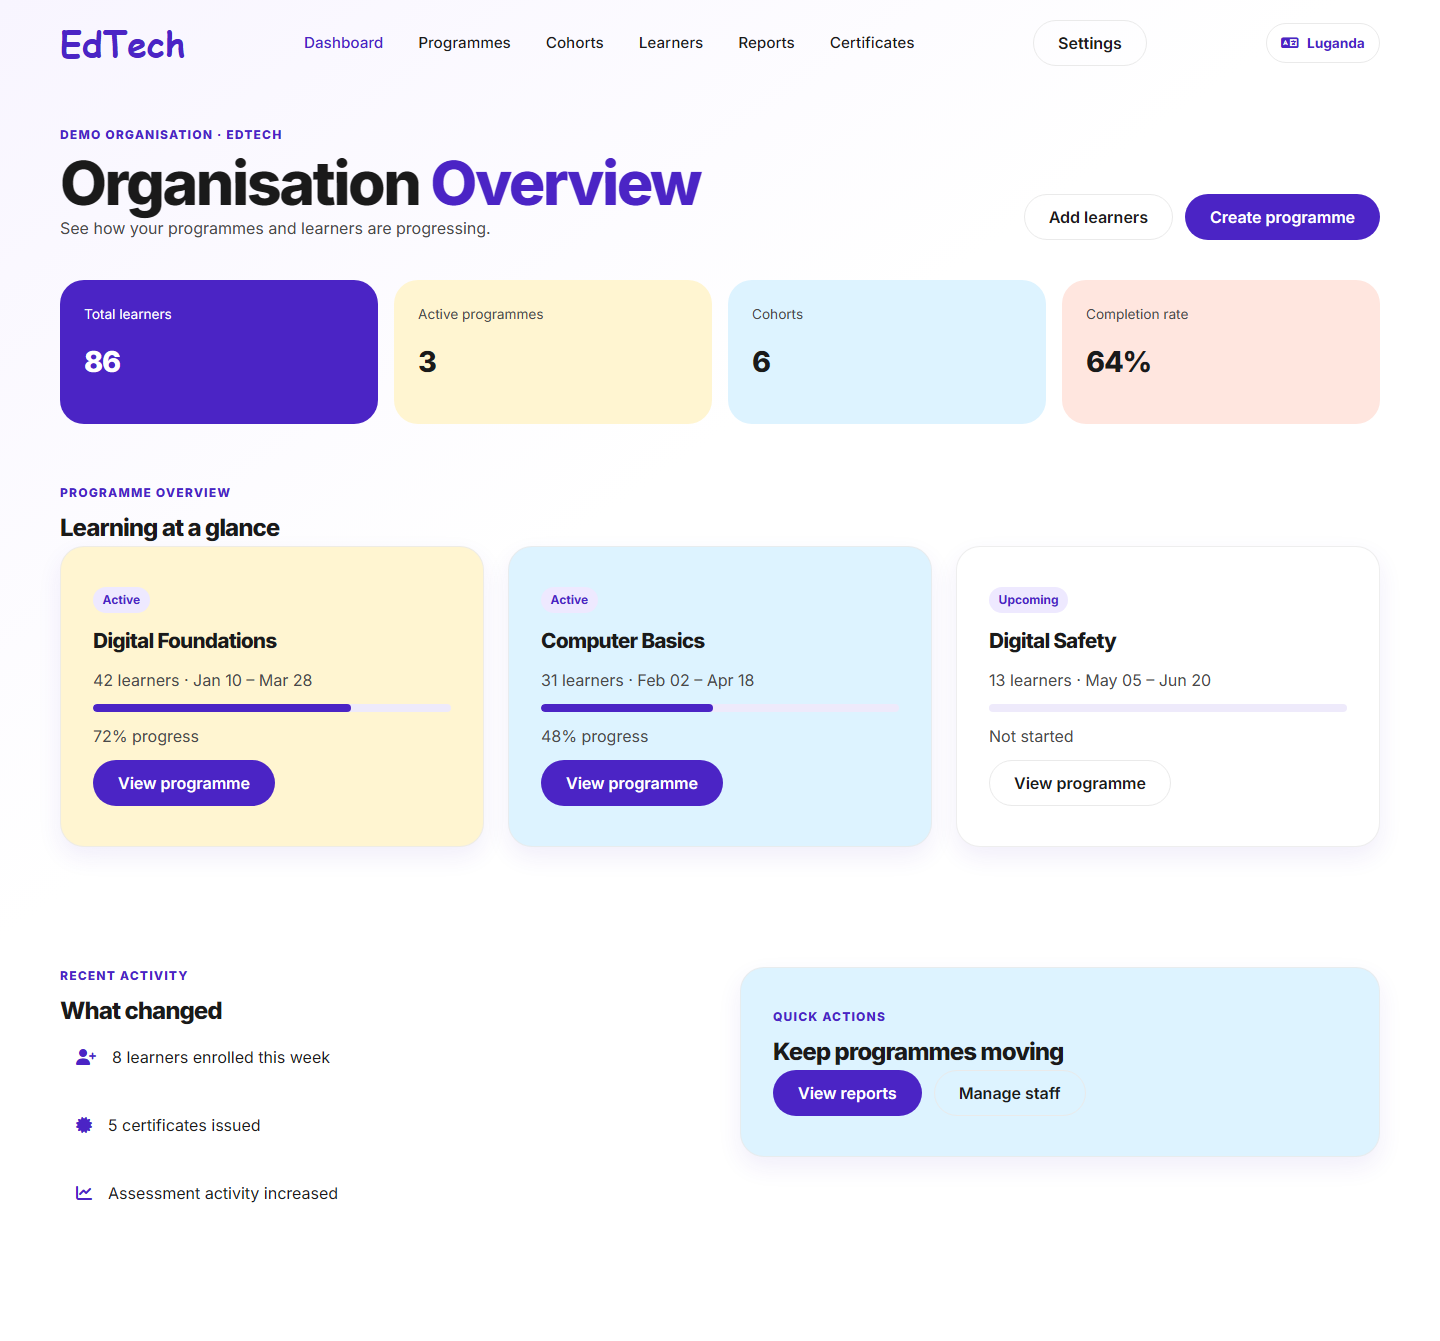 EdTech
Dashboard
Programmes
Cohorts
Learners
Reports
Certificates
Settings
Luganda
DEMO ORGANISATION · EDTECH
Organisation Overview
See how your programmes and learners are progressing.
Add learners
Create programme
Total learners
86
Active programmes
3
Cohorts
6
Completion rate
64%
PROGRAMME OVERVIEW
Learning at a glance
Active
Digital Foundations
42 learners · Jan 10 – Mar 28
72% progress
View programme
Active
Computer Basics
31 learners · Feb 02 – Apr 18
48% progress
View programme
Upcoming
Digital Safety
13 learners · May 05 – Jun 20
Not started
View programme
RECENT ACTIVITY
What changed
8 learners enrolled this week
5 certificates issued
Assessment activity increased
QUICK ACTIONS
Keep programmes moving
View reports
Manage staff